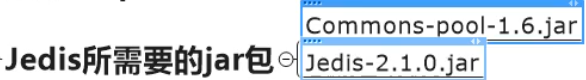 Commons-pool-1.6.jar
Jedis所需要的jar包
Jedis-2.1.0.jar